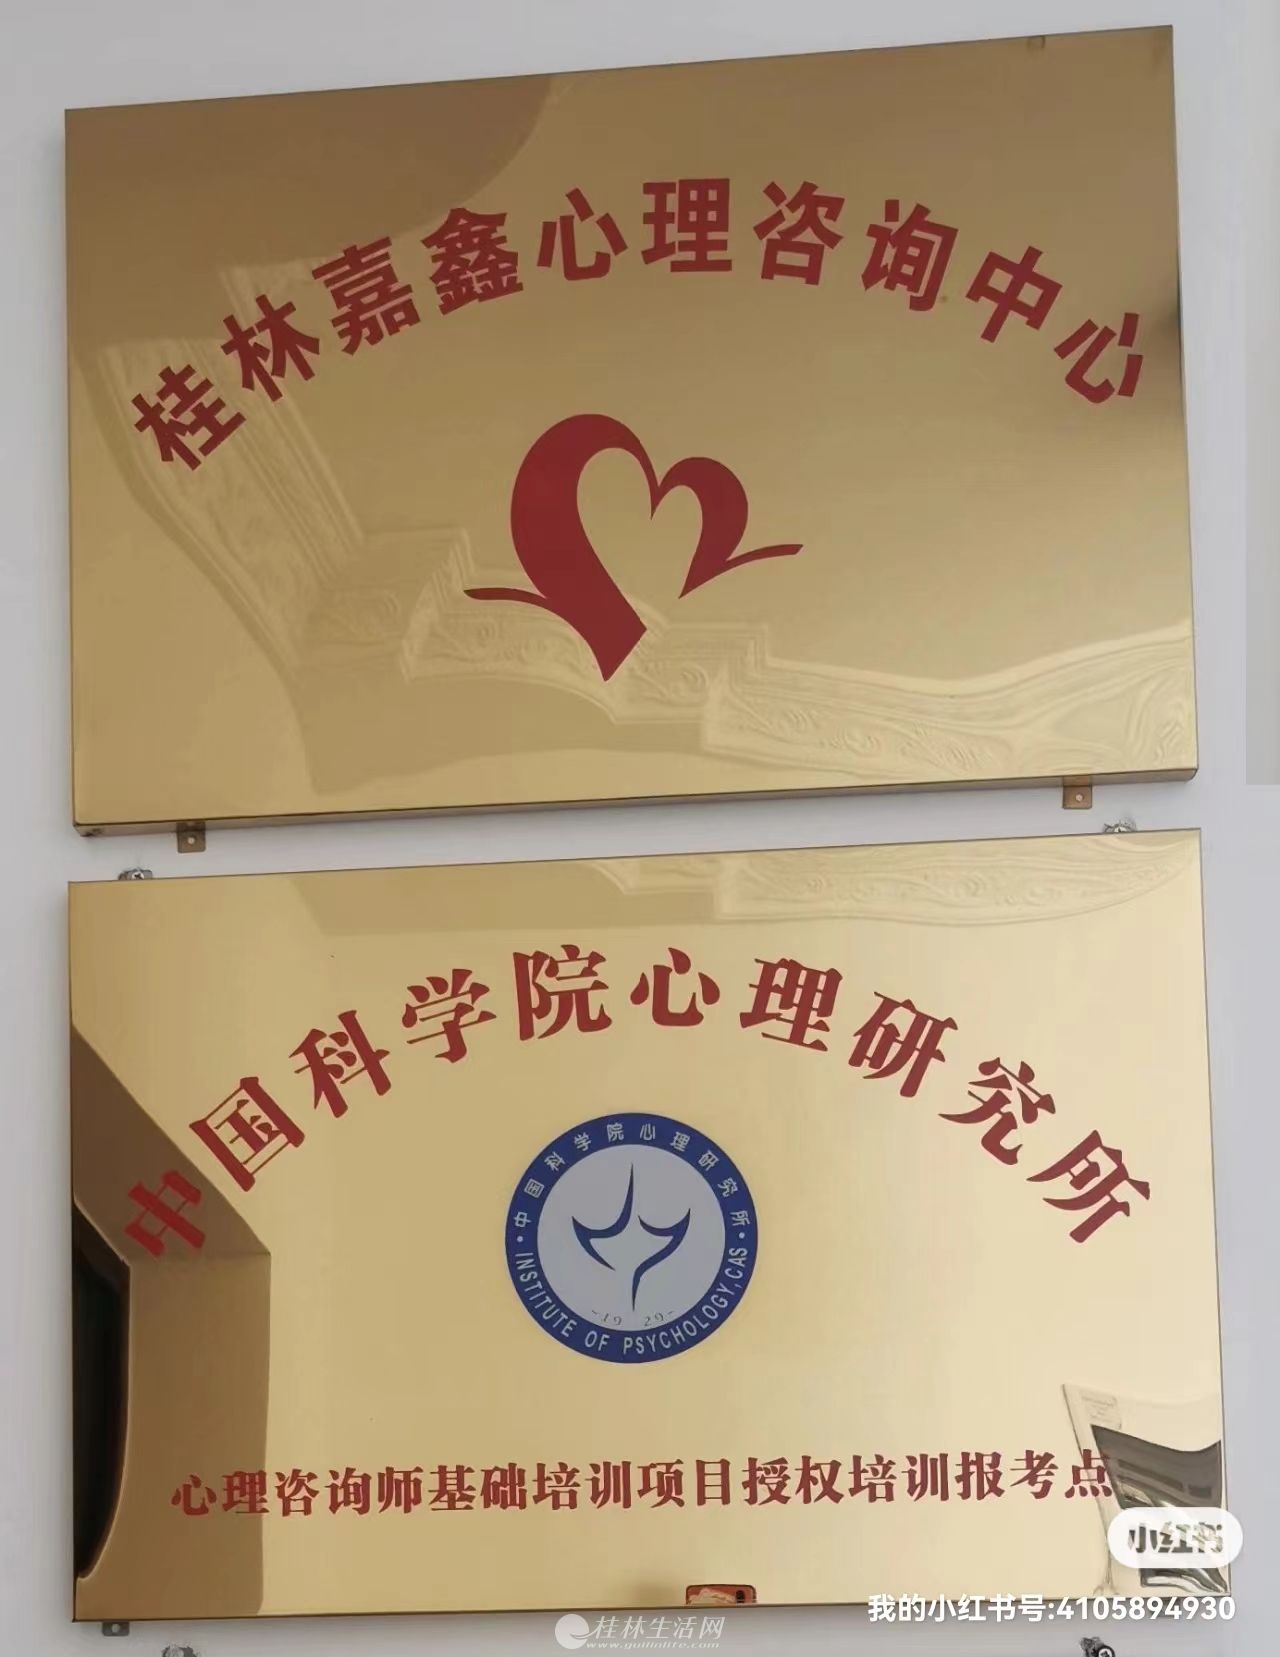 桂林嘉鑫心理咨询中心
中国科学院心理研究所
中国科学院心理研究所
INSTITUTE OF PSYCHOLOGY, CAS
-19 29-
心理咨询师基础培训项目授权培训报考点
小红书
我的小红书号:4105894930
桂林生活网
www.guilinlife.com